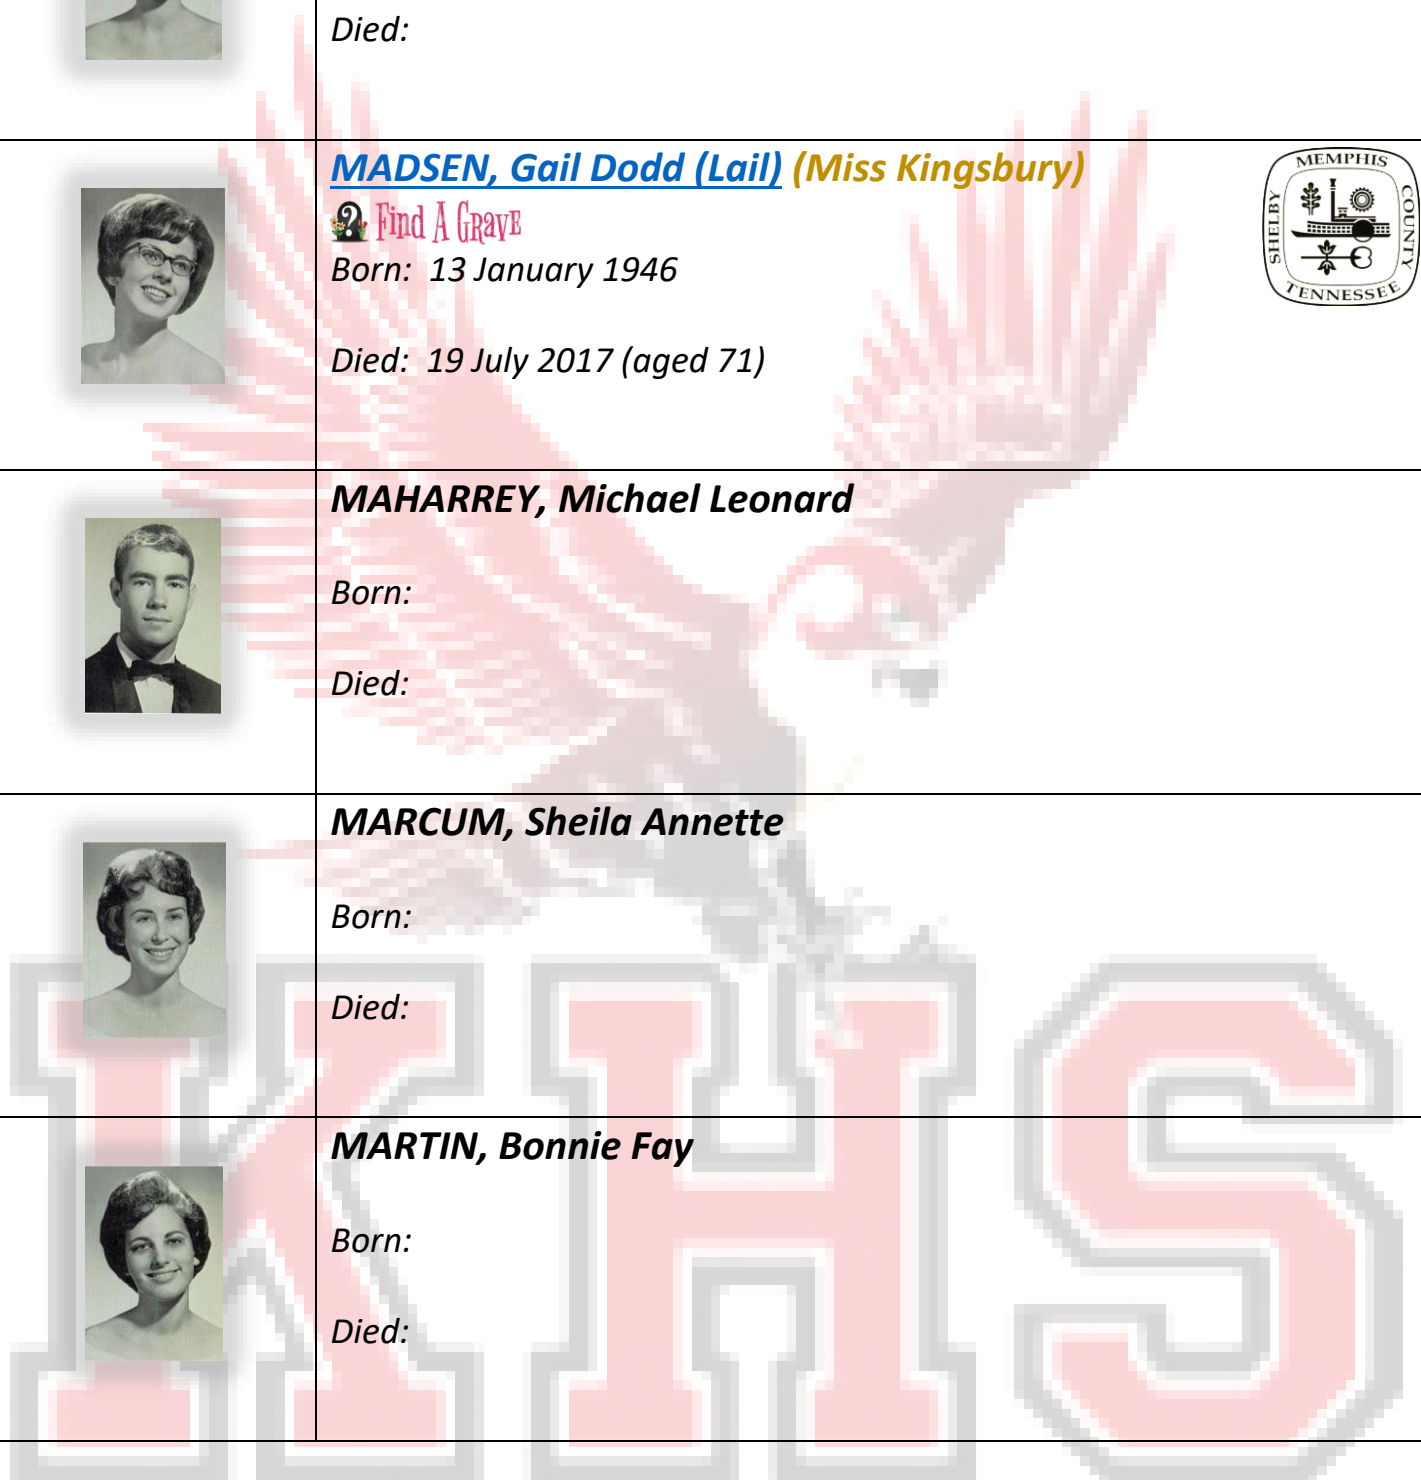 Died:
MADSEN, Gail Dodd (Lail) (Miss Kingsbury)
Find A Grave
Born: 13 January 1946
Died: 19 July 2017 (aged 71)
MEMPHIS
SHELBY
COUNTY
TENNESSEE
MAHARREY, Michael Leonard
Born:
Died:
MARCUM, Sheila Annette
Born:
Died:
MARTIN, Bonnie Fay
Born:
Died:
KHS